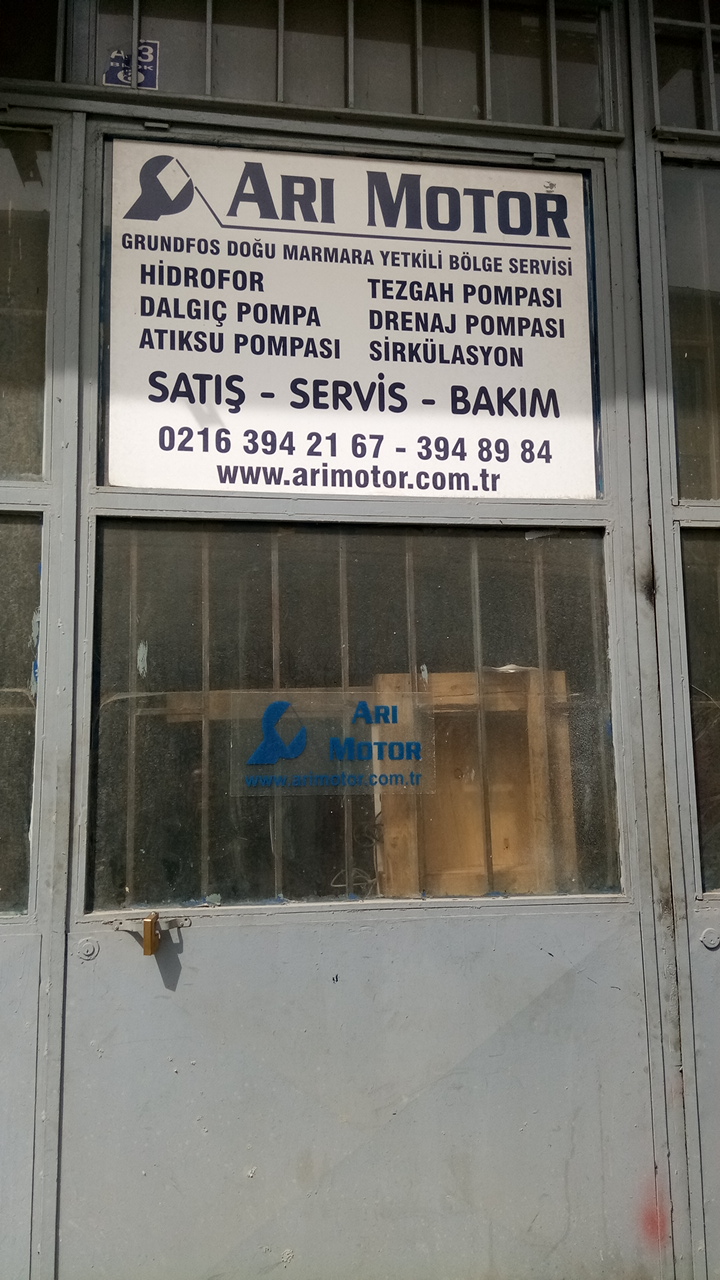 ARI MOTOR
GRUNDFOS DOĞU MARMARA YETKİLİ BÖLGE SERVİSİ
HİDROFOR TEZGAH POMPASI
DALGIÇ POMPA DRENAJ POMPASI
ATIKSU POMPASI SİRKÜLASYON
SATIŞ - SERVİS - BAKIM
0216 394 21 67 - 394 89 84
www.arimotor.com.tr
ARI
MOTOR
www.arimotor.com.tr